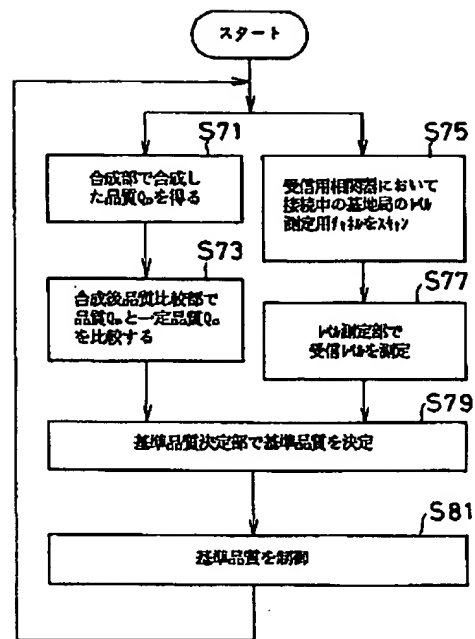 スタート
S71
合成部で合成し
た品質Q₀を得る
S75
受信用相関器において
接続中の基地局のレベル
測定用チャネルをスキャン
S73
合成後品質比較部で
品質Q₀と一定品質Q
を比較する
S77
レベル測定部で
受信レベルを測定
S79
基準品質決定部で基準品質を決定
S81
基準品質を制御